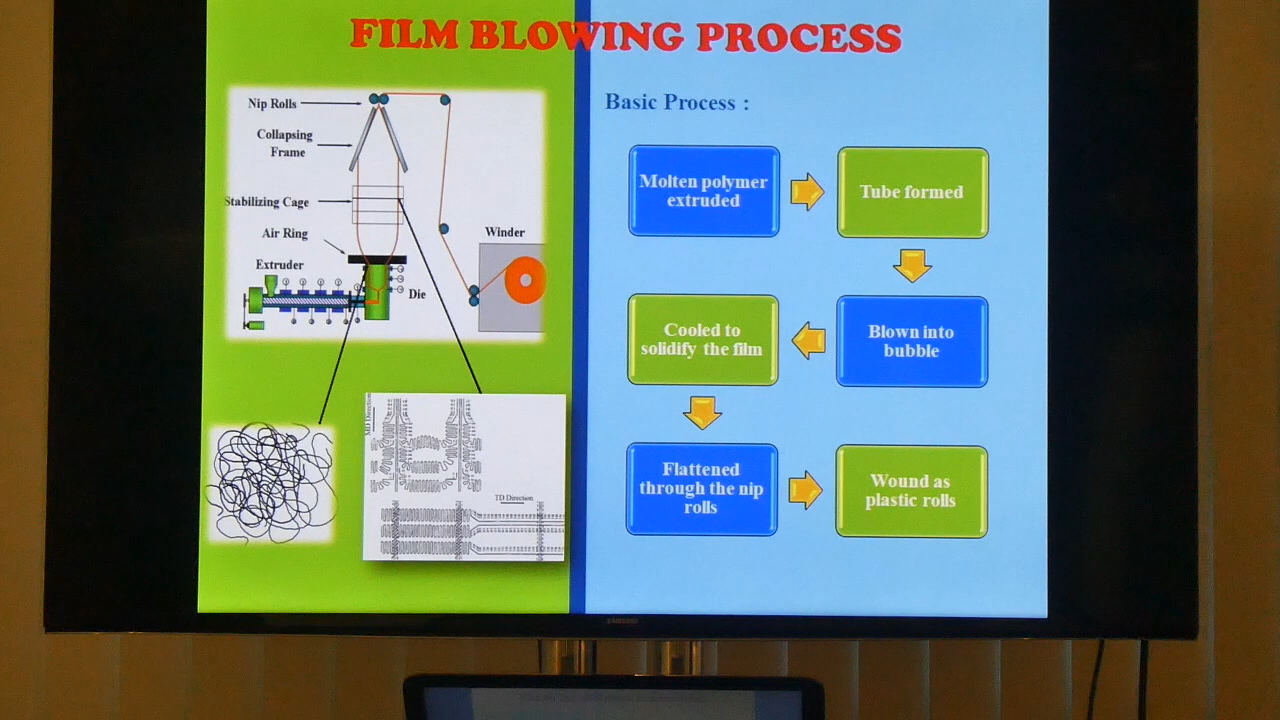 FILM BLOWING PROCESS
Nip Rolls
Collapsing
Frame
Stabilizing Cage
Air Ring
Extruder
Die
Winder
MD Direction
TD Direction
Basic Process :
Molten polymer
extruded
Tube formed
Blown into
bubble
Cooled to
solidify the film
Flattened
through the nip
rolls
Wound as
plastic rolls
SAMSUNG